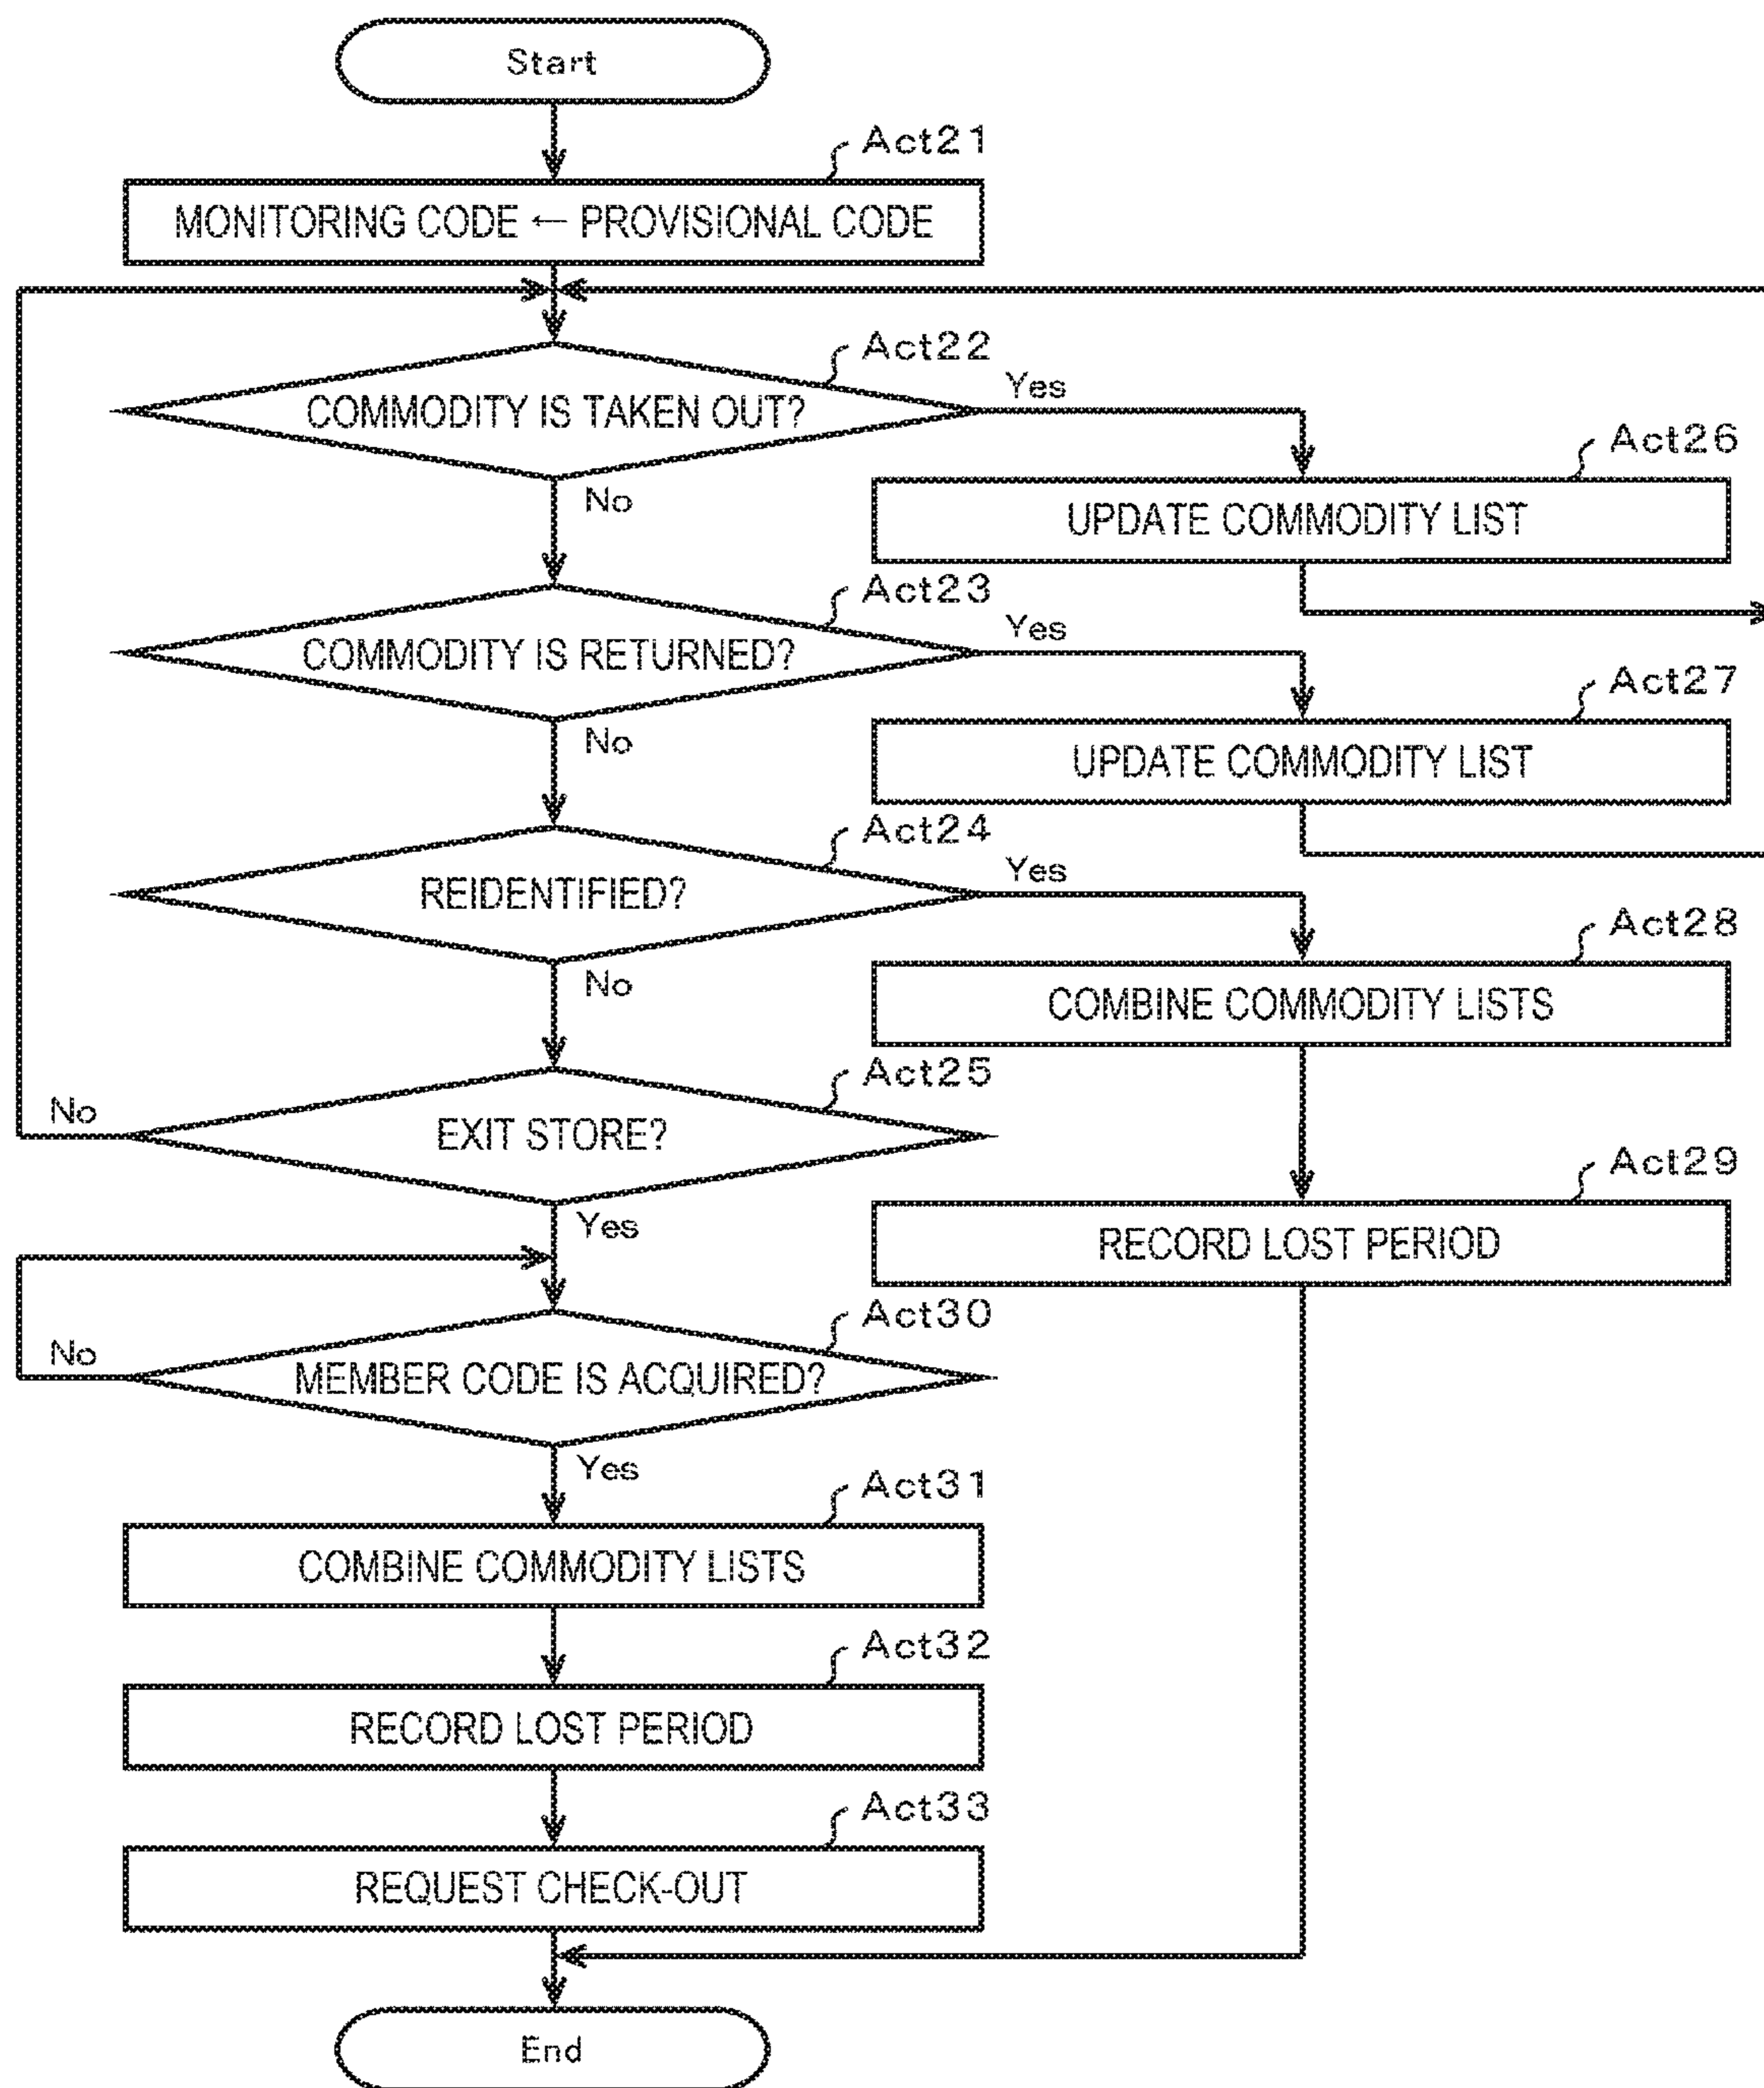 Start
Act21
MONITORING CODE ← PROVISIONAL CODE
Act22
COMMODITY IS TAKEN OUT?
Yes
No
Act26
UPDATE COMMODITY LIST
Act23
COMMODITY IS RETURNED?
Yes
No
Act27
UPDATE COMMODITY LIST
Act24
REIDENTIFIED?
Yes
No
Act28
COMBINE COMMODITY LISTS
Act25
EXIT STORE?
No
Yes
Act29
RECORD LOST PERIOD
Act30
MEMBER CODE IS ACQUIRED?
No
Yes
Act31
COMBINE COMMODITY LISTS
Act32
RECORD LOST PERIOD
Act33
REQUEST CHECK-OUT
End